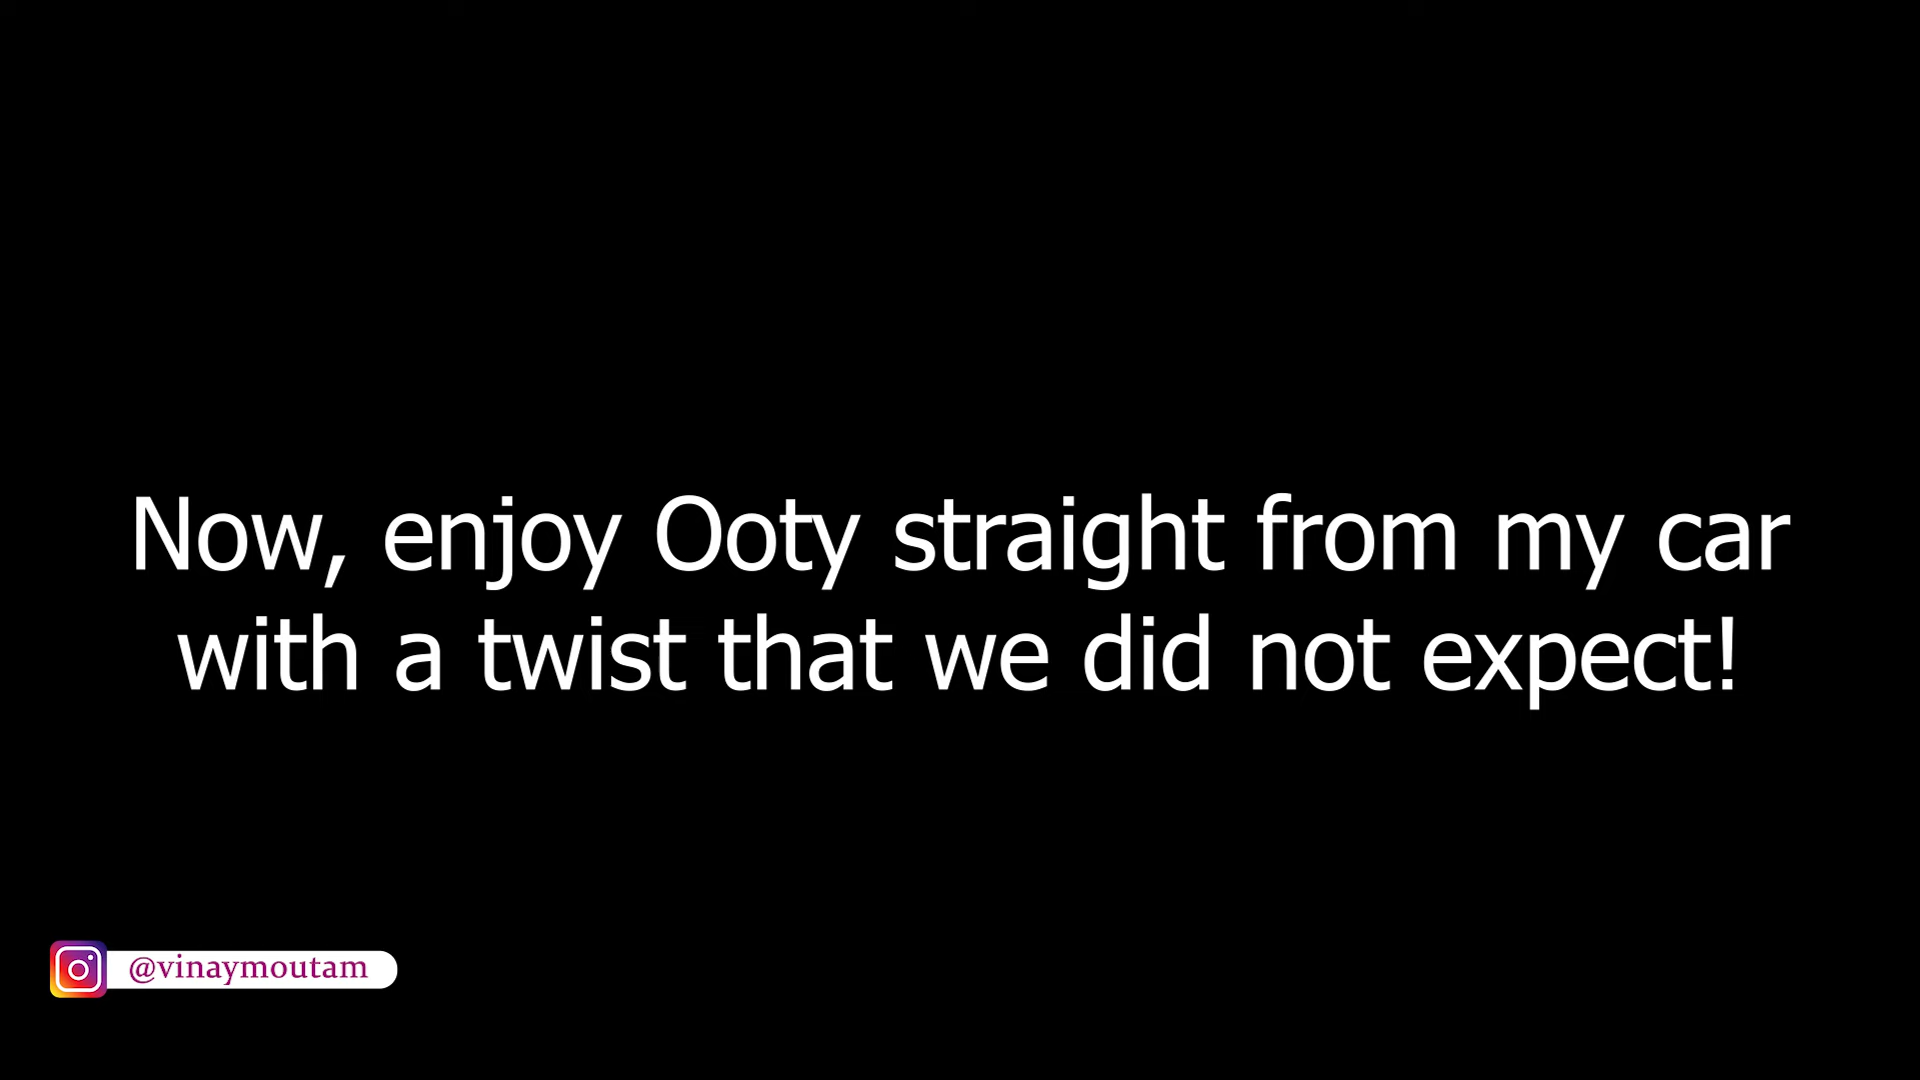 Now, enjoy Ooty straight from my car
with a twist that we did not expect!
@vinaymoutam